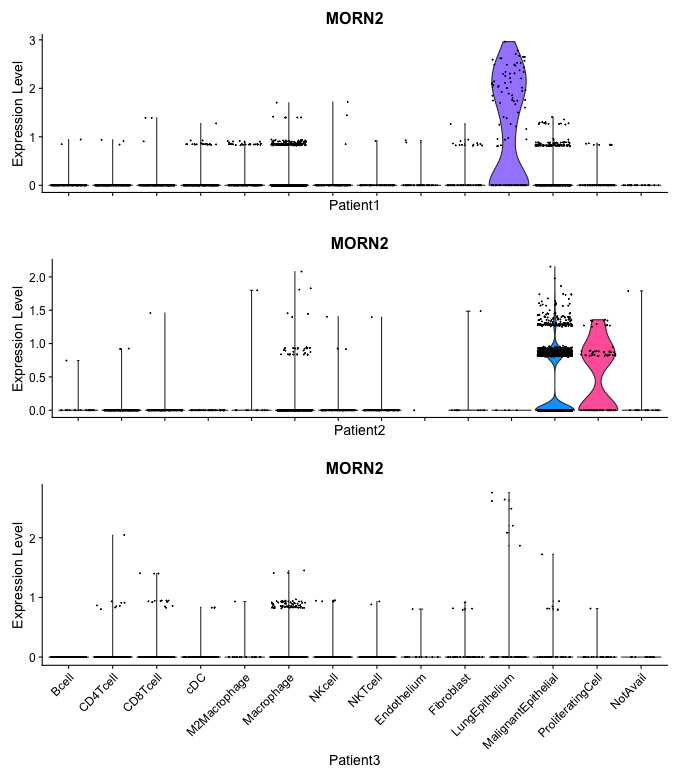 MORN2
Expression Level
3
2
1
0
Patient1
MORN2
Expression Level
2.0
1.5
1.0
0.5
0.0
Patient2
MORN2
Expression Level
2
1
0
Bcell
CD4Tcell
CD8Tcell
cDC
M2Macrophage
Macrophage
NKcell
NKTcell
Endothelium
Fibroblast
LungEpithelium
MalignantEpithelial
ProliferatingCell
NotAvail
Patient3